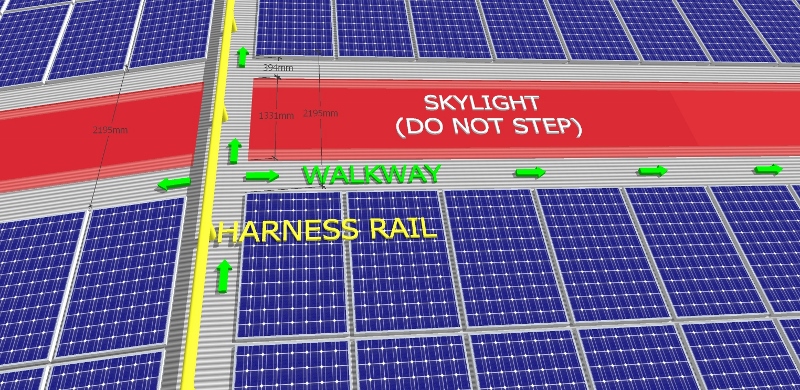 394mm
SKYLIGHT
(DO NOT STEP)
1331mm
2195mm
2195mm
WALKWAY
HARNESS RAIL